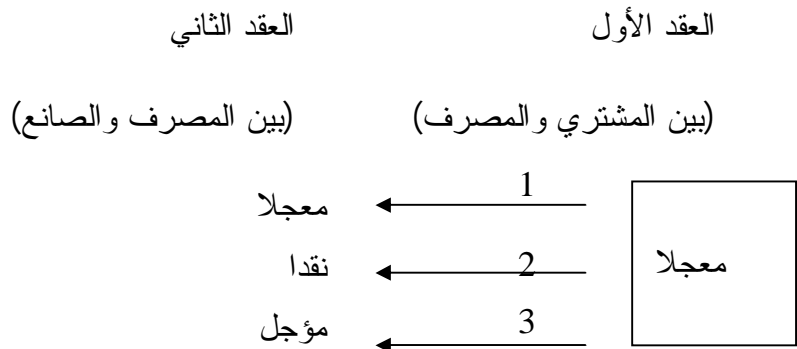 العقد الأول العقد الثاني
(بين المشتري والمصرف) (بين المصرف والصانع)
1 معجلا
معجلا 2 نقدا
3 مؤجل